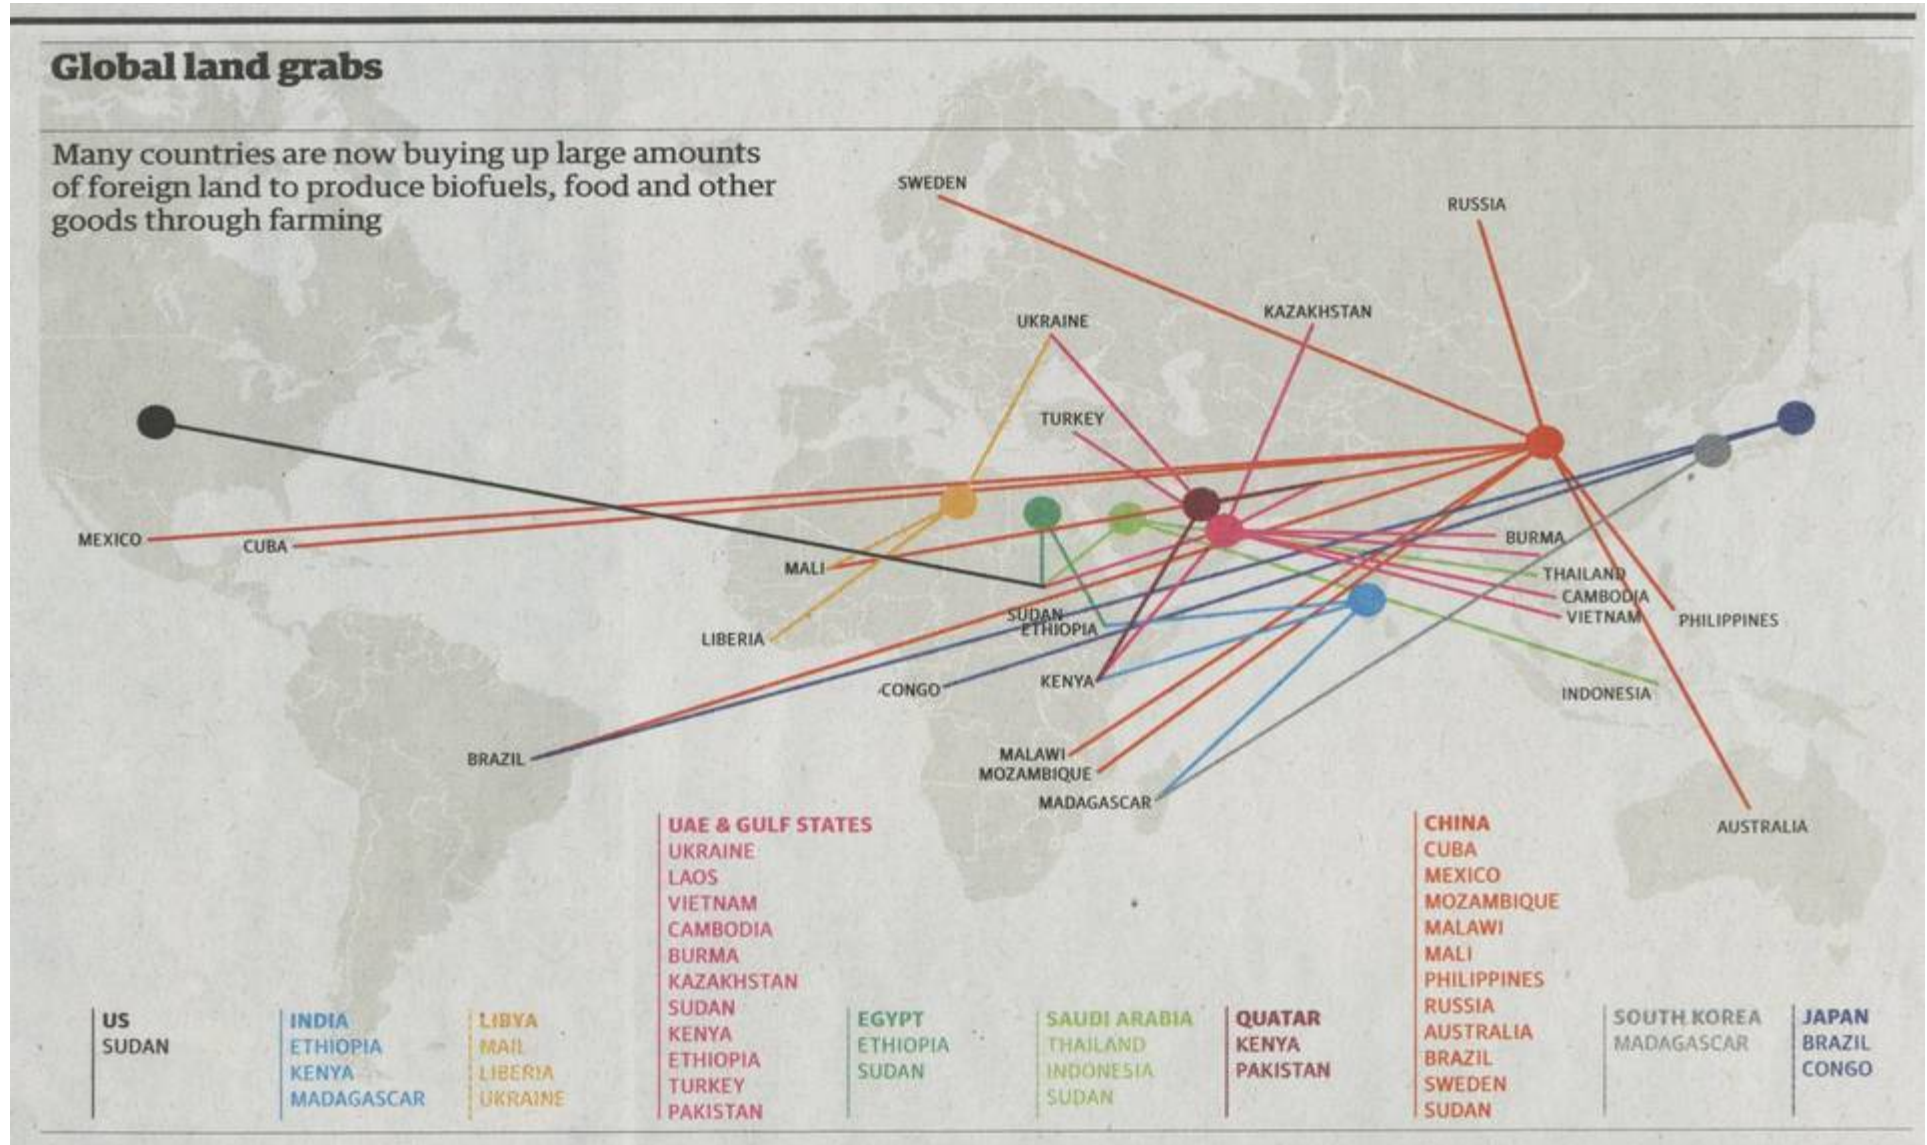 Global land grabs
Many countries are now buying up large amounts
of foreign land to produce biofuels, food and other
goods through farming
SWEDEN
RUSSIA
KAZAKHSTAN
UKRAINE
TURKEY
MEXICO
CUBA
BURMA
MALI
THAILAND
CAMBODIA
SUDAN
VIETNAM
PHILIPPINES
ETHIOPIA
LIBERIA
KENYA
CONGO
INDONESIA
MALAWI
BRAZIL
MOZAMBIQUE
MADAGASCAR
AUSTRALIA
US
SUDAN
INDIA
ETHIOPIA
KENYA
MADAGASCAR
LIBYA
MAIL
LIBERIA
UKRAINE
UAE & GULF STATES
UKRAINE
LAOS
VIETNAM
CAMBODIA
BURMA
KAZAKHSTAN
SUDAN
KENYA
ETHIOPIA
TURKEY
PAKISTAN
EGYPT
ETHIOPIA
SUDAN
SAUDI ARABIA
THAILAND
INDONESIA
SUDAN
QUATAR
KENYA
PAKISTAN
CHINA
CUBA
MEXICO
MOZAMBIQUE
MALAWI
MALI
PHILIPPINES
RUSSIA
AUSTRALIA
BRAZIL
SWEDEN
SUDAN
SOUTH KOREA
MADAGASCAR
JAPAN
BRAZIL
CONGO